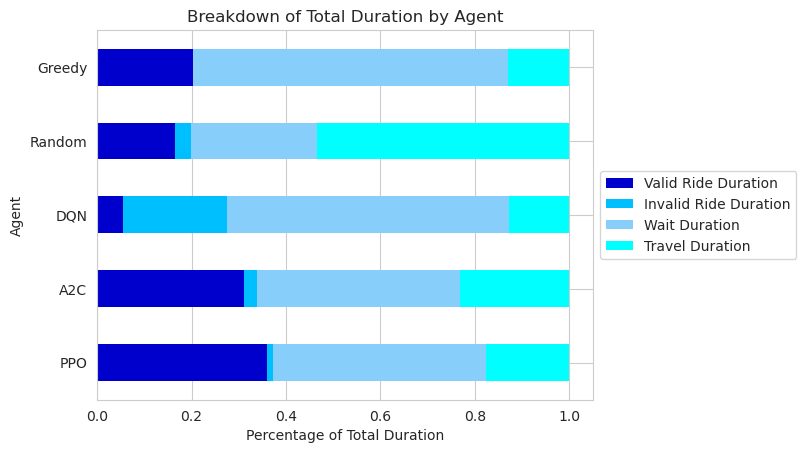 Breakdown of Total Duration by Agent
Agent
Greedy
Random
DQN
A2C
PPO
0.0 0.2 0.4 0.6 0.8 1.0
Percentage of Total Duration
Valid Ride Duration
Invalid Ride Duration
Wait Duration
Travel Duration